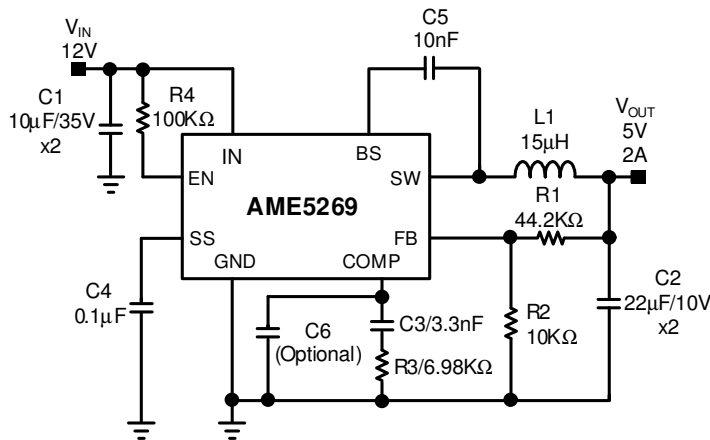 C5
10nF
VIN
12V
C1
10µF/35V
x2
R4
100KΩ
L1
15µH
VOUT
5V
2A
IN
BS
EN
SW
AME5269
R1
44.2KΩ
SS
FB
GND
COMP
C4
0.1µF
C6
(Optional)
C3/3.3nF
R3/6.98KΩ
R2
10KΩ
C2
22µF/10V
x2